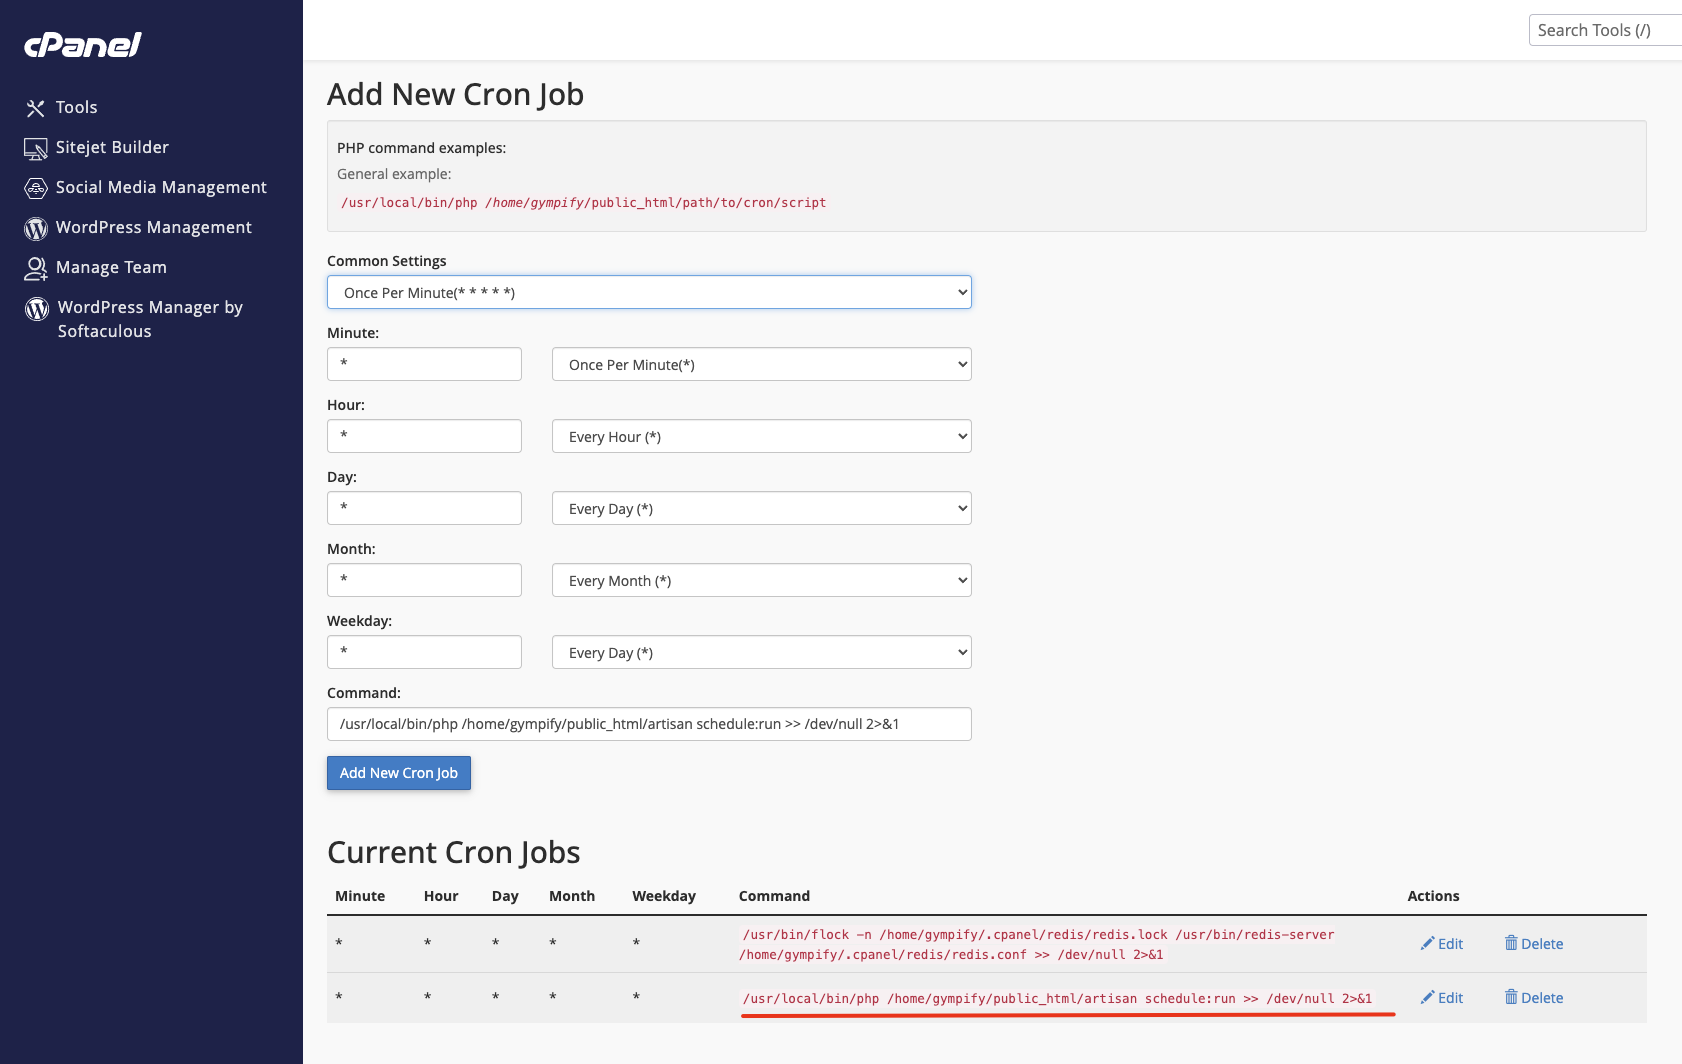 cPanel
Search Tools (/)
Tools
Sitejet Builder
Social Media Management
WordPress Management
Manage Team
WordPress Manager by
Softaculous
Add New Cron Job
PHP command examples:
General example:
/usr/local/bin/php /home/gympify/public_html/path/to/cron/script
Common Settings
Once Per Minute(* * * * *)
Minute:
* Once Per Minute(*)
Hour:
* Every Hour (*)
Day:
* Every Day (*)
Month:
* Every Month (*)
Weekday:
* Every Day (*)
Command:
/usr/local/bin/php /home/gympify/public_html/artisan schedule:run >> /dev/null 2>&1
Add New Cron Job
Current Cron Jobs
Minute Hour Day Month Weekday Command Actions
* * * * * /usr/bin/flock -n /home/gympify/.cpanel/redis/redis.lock /usr/bin/redis-server
/home/gympify/.cpanel/redis/redis.conf >> /dev/null 2>&1 Edit Delete
* * * * * /usr/local/bin/php /home/gympify/public_html/artisan schedule:run >> /dev/null 2>&1 Edit Delete